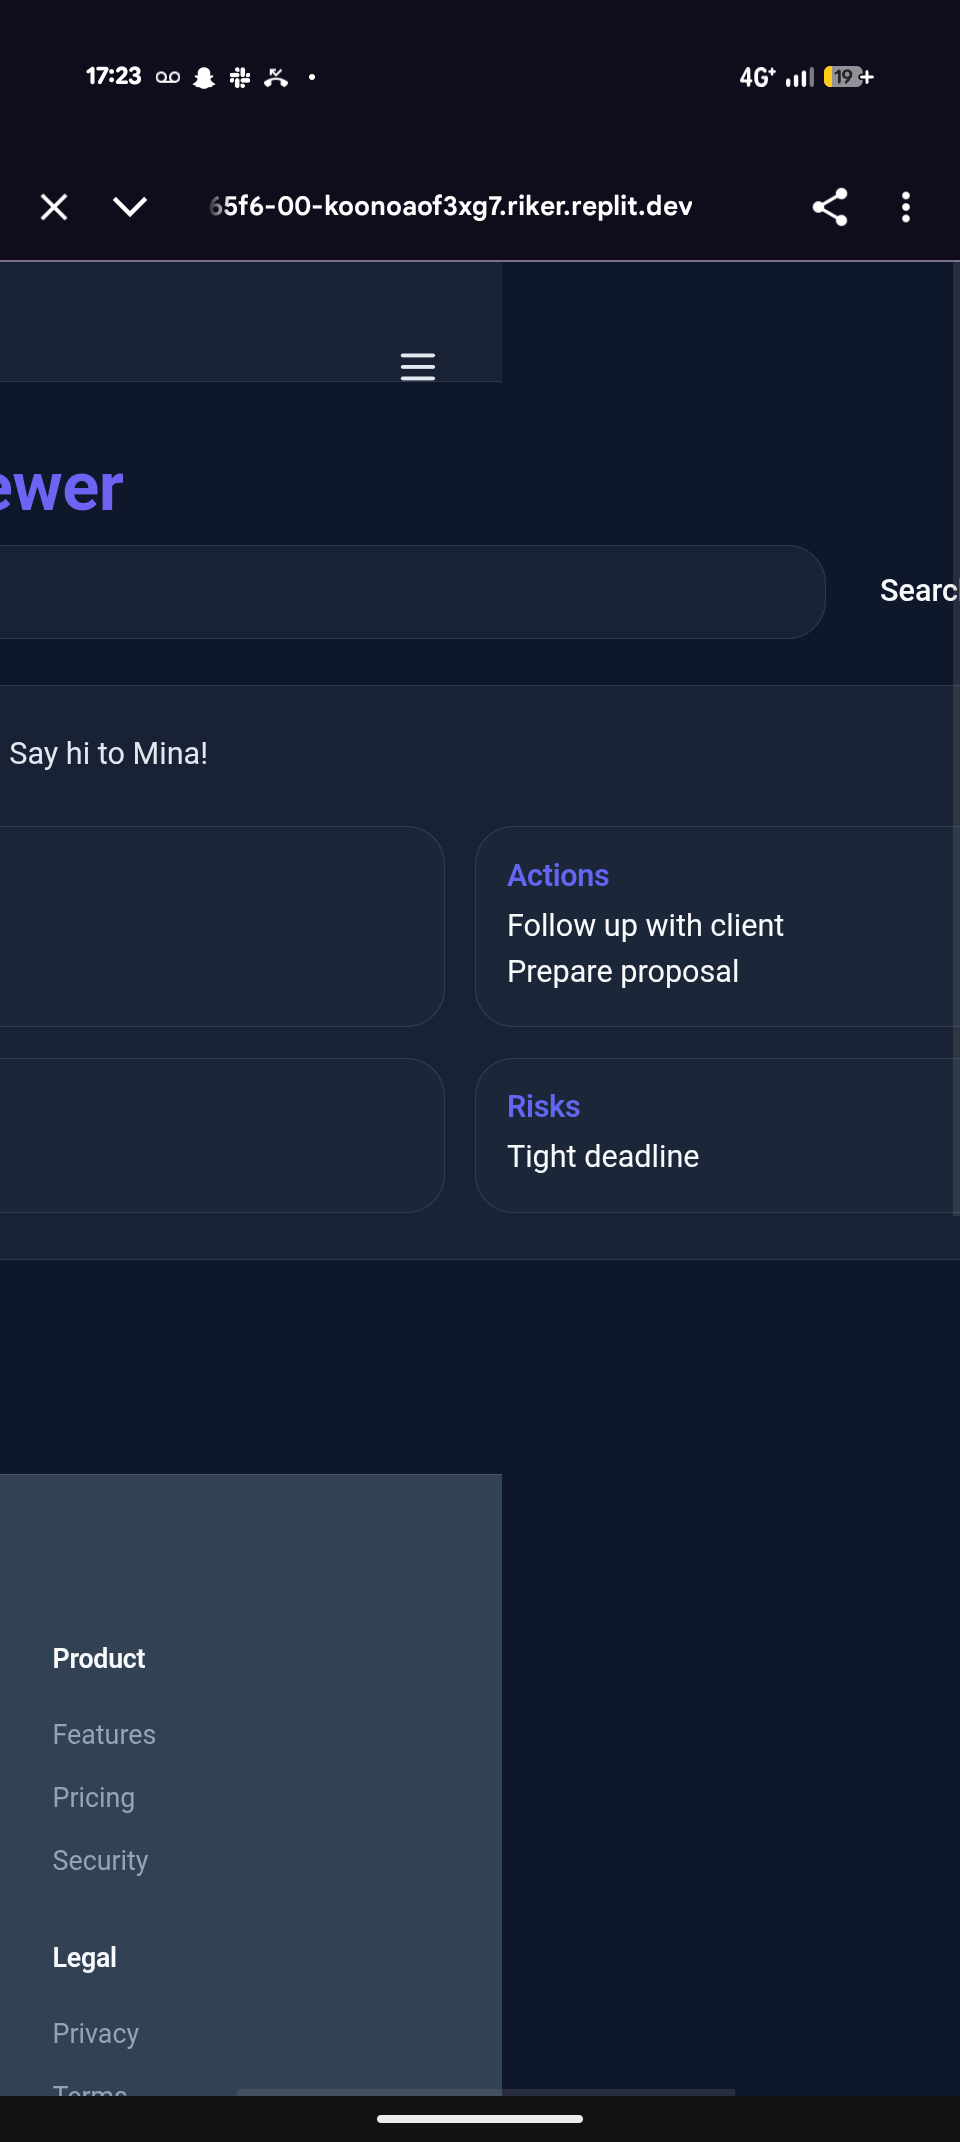 17:23
4G+
19
65f6-00-koonoaof3xg7.riker.replit.dev
ewer
Searc
Say hi to Mina!
Actions
Follow up with client
Prepare proposal
Risks
Tight deadline
Product
Features
Pricing
Security
Legal
Privacy
Terms